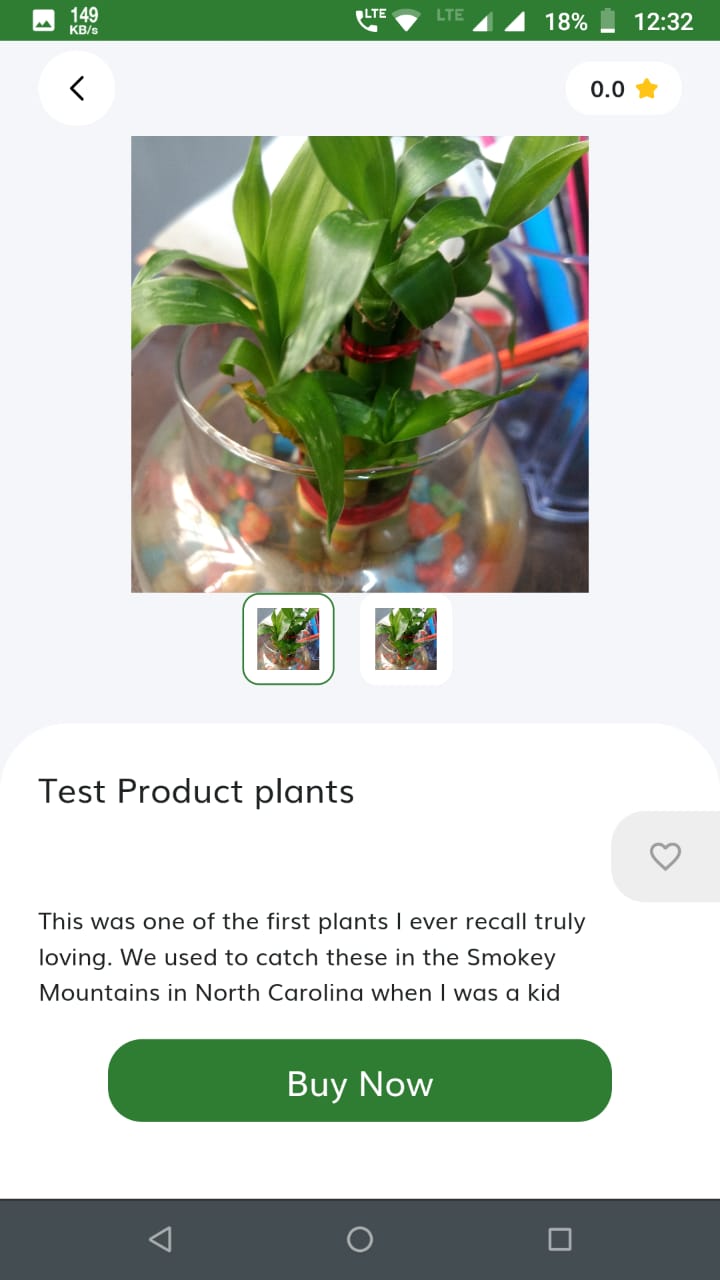 149
KB/s
LTE
LTE
18%
12:32
0.0
Test Product plants
This was one of the first plants I ever recall truly
loving. We used to catch these in the Smokey
Mountains in North Carolina when I was a kid
Buy Now